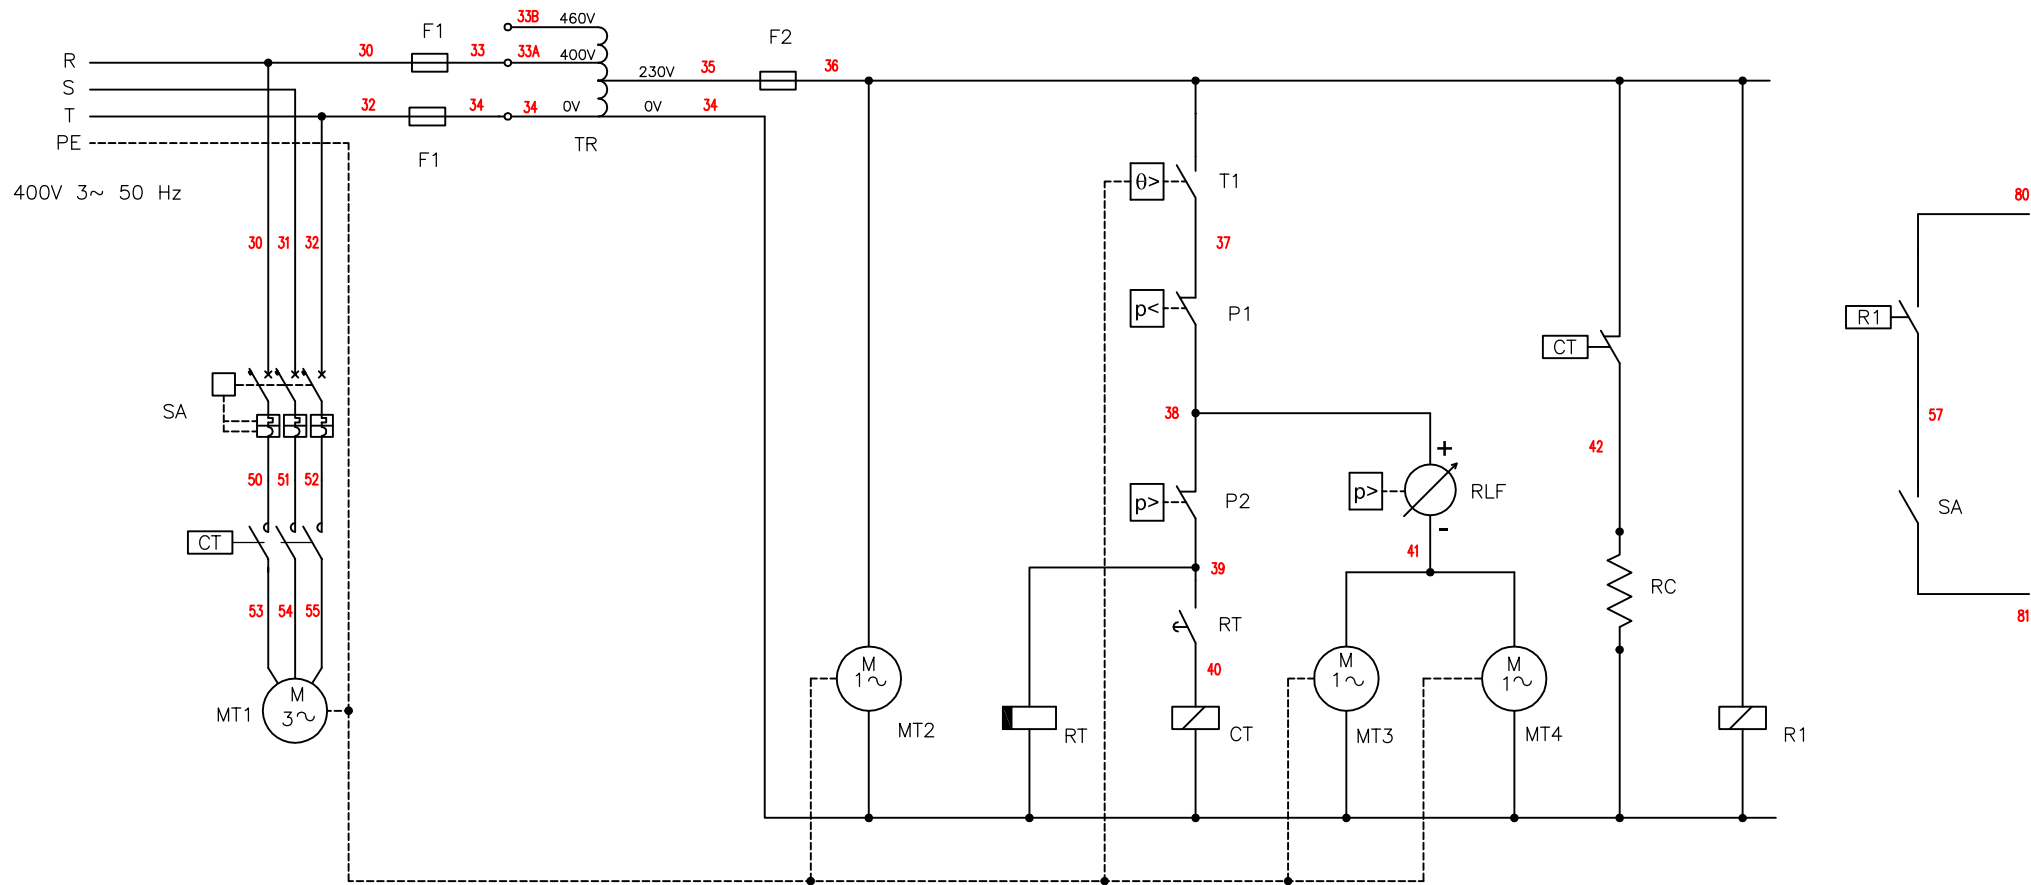 33B 460V
F1
F2
R 30 33 33A 400V
230V 35 36
S
T 32 34 34 0V 0V 34
PE
F1 TR
400V 3~ 50 Hz
θ> T1
80
30 31 32
37
p< P1
R1
CT
SA
38
57
42
+
50 51 52
p> P2
p> RLF
SA
-
CT
41
39
RC
53 54 55
RT
81
40
M 1~
M 1~
M 1~
M 3~
MT1
MT2
RT
CT
MT3
MT4
R1